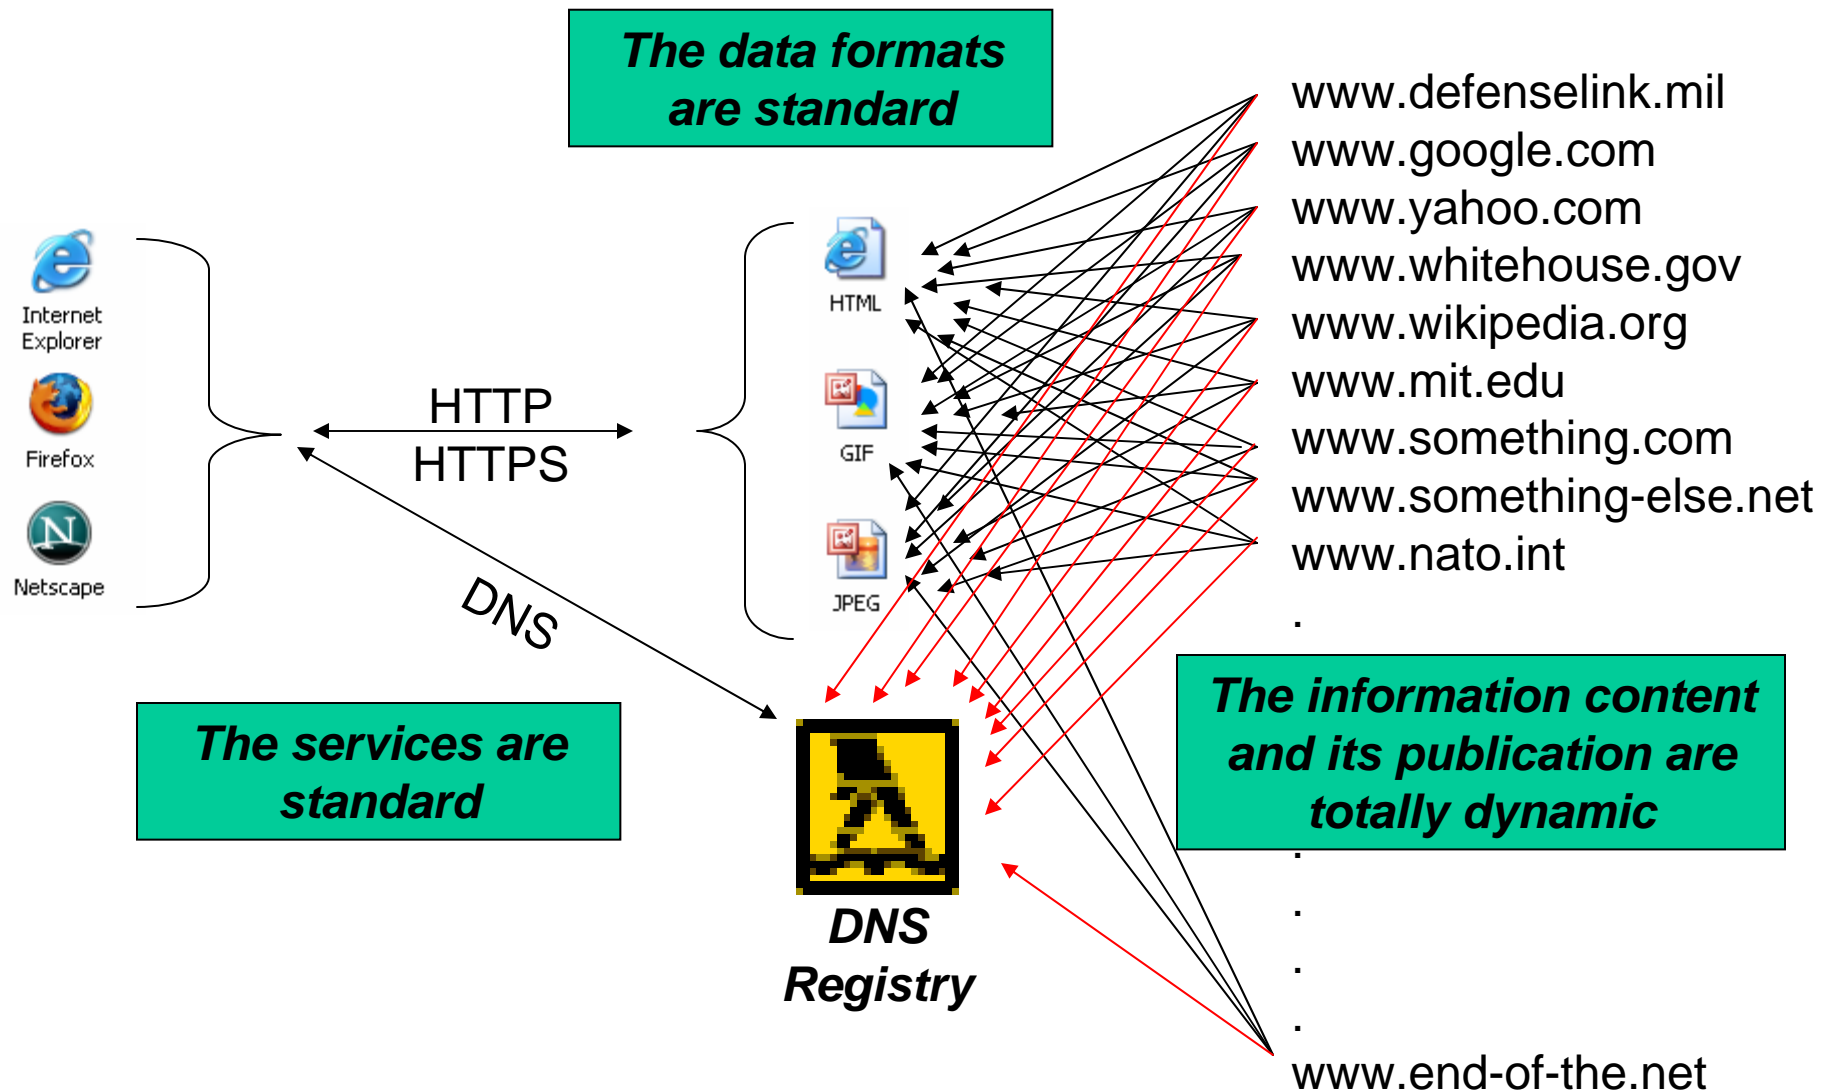 The data formats
are standard
www.defenselink.mil
www.google.com
www.yahoo.com
www.whitehouse.gov
www.wikipedia.org
www.mit.edu
www.something.com
www.something-else.net
www.nato.int
.
Internet
Explorer
Firefox
Netscape
HTTP
HTTPS
DNS
HTML
GIF
JPEG
The services are
standard
The information content
and its publication are
totally dynamic
DNS
Registry
.
.
.
.
www.end-of-the.net